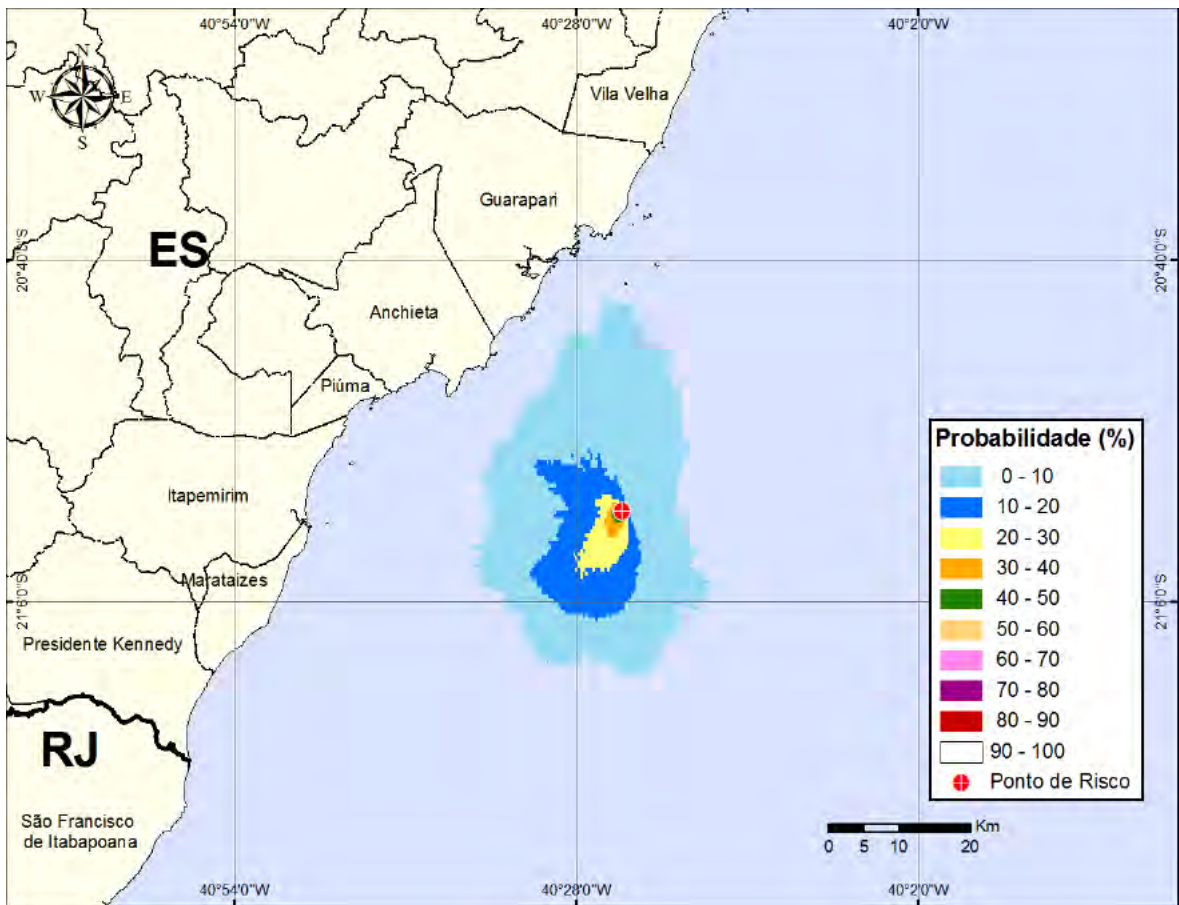 40°54'0"W
40°28'0"W
40°2'0"W
N
W
E
S
Vila Velha
Guarapari
ES
20°40'0"S
20°40'0"S
Anchieta
Piúma
Probabilidade (%)
0 - 10
10 - 20
20 - 30
30 - 40
40 - 50
50 - 60
60 - 70
70 - 80
80 - 90
90 - 100
Ponto de Risco
Itapemirim
Marataizes
21°6'0"S
21°6'0"S
Presidente Kennedy
RJ
São Francisco
de Itabapoana
Km
0 5 10 20
40°54'0"W
40°28'0"W
40°2'0"W